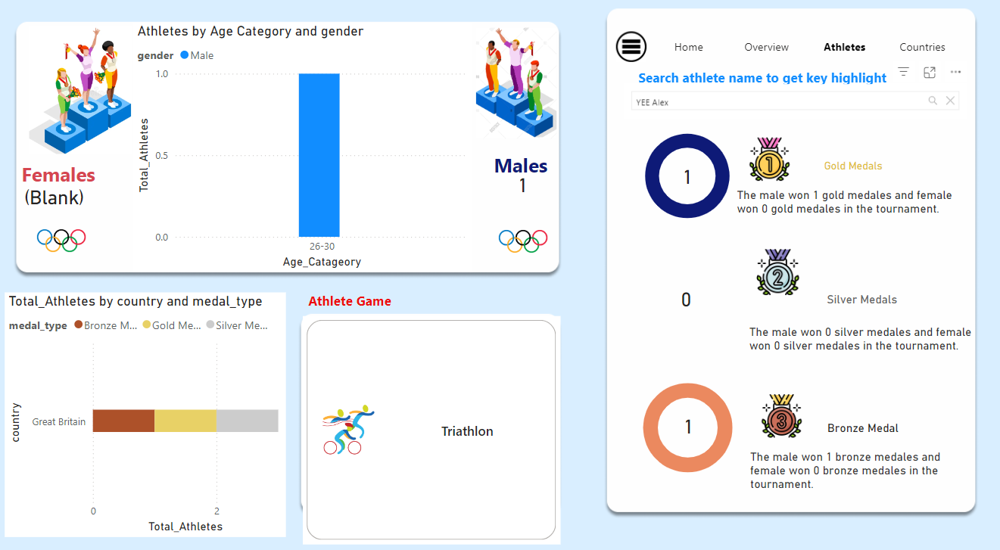 Athletes by Age Category and gender
gender Male
1.0
0.5
0.0
Total_Athletes
26-30
Age_Catageory
Females
(Blank)
Males
1
Total_Athletes by country and medal_type
medal_type Bronze M... Gold Me... Silver Me...
country
Great Britain
0 2
Total_Athletes
Athlete Game
Triathlon
Home Overview Athletes Countries
Search athlete name to get key highlight
YEE Alex
1
1
Gold Medals
The male won 1 gold medales and female
won 0 gold medales in the tournament.
0
2
Silver Medals
The male won 0 silver medales and female
won 0 silver medales in the tournament.
1
3
Bronze Medal
The male won 1 bronze medales and
female won 0 bronze medales in the
tournament.